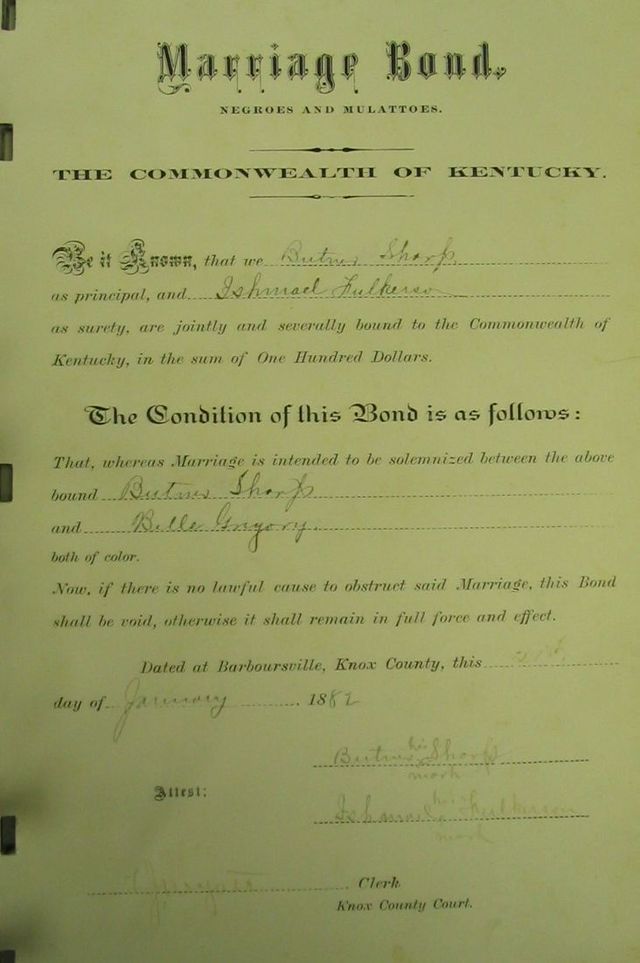 Marriage Bond,
NEGROES AND MULATTOES.
THE COMMONWEALTH OF KENTUCKY.
Be it Known, that we Butner Sharp
as principal, and Ishmael Fulkerson
as surety, are jointly and severally bound to the Commonwealth of
Kentucky, in the sum of One Hundred Dollars.
The Condition of this Bond is as follows:
That, whereas Marriage is intended to be solemnized between the above
bound Butner Sharp
and Belle Grigory.
both of color.
Now, if there is no lawful cause to obstruct said Marriage, this Bond
shall be void, otherwise it shall remain in full force and effect.
Dated at Barboursville, Knox County, this
day of January 1882
Butner his Sharp
mark
Attest:
Ishmael his Fulkerson
mark
Clerk
Knox County Court.